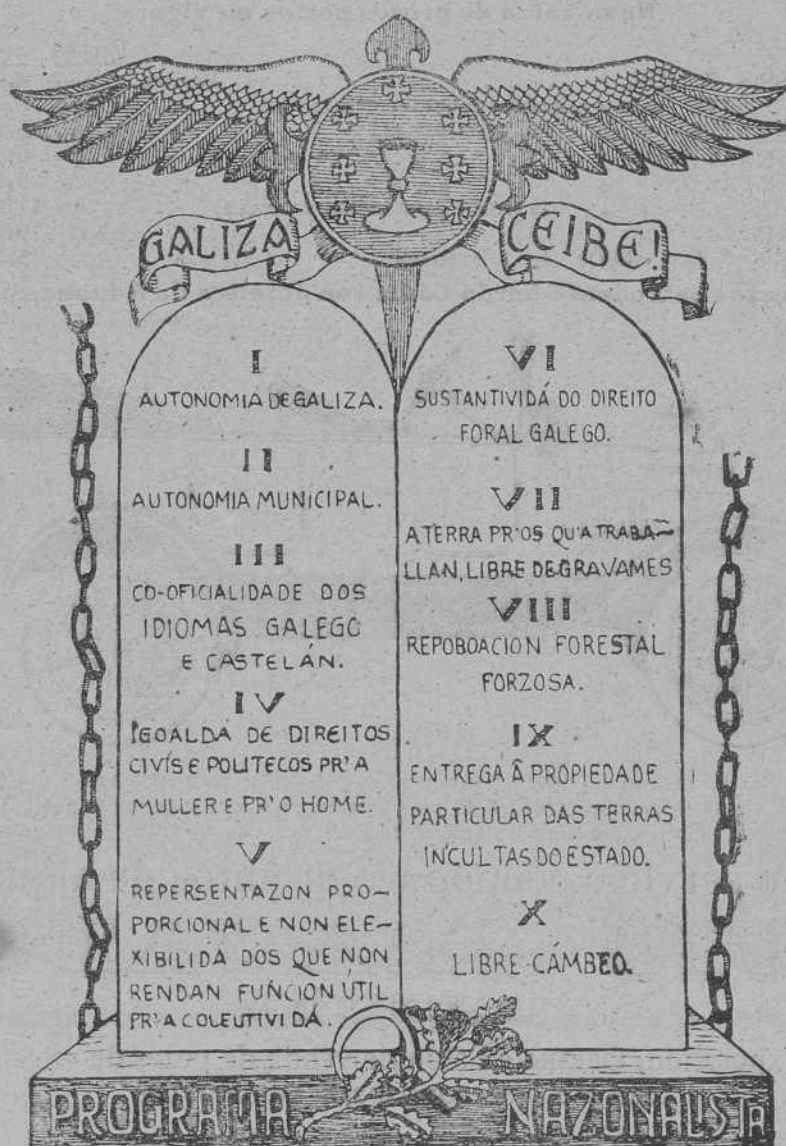 GALIZA CEIBE!
I
AUTONOMIA DE GALIZA.
II
AUTONOMIA MUNICIPAL.
III
CO-OFICIALIDADE DOS
IDIOMAS GALEGO
E CASTELÁN.
IV
IGOALDÁ DE DIREITOS
CIVÍS E POLITECOS PR'A
MULLER E PR'O HOME.
V
REPERSENTAZON PRO-
PORCIONAL E NON ELE-
XIBILIDA DOS QUE NON
RENDAN FUNCION ÚTIL
PR'A COLEUTIVIDÁ.
VI
SUSTANTIVIDÁ DO DIREITO
FORAL GALEGO.
VII
A TERRA PR'OS QU'A TRABA-
LLAN, LIBRE DE GRAVAMES
VIII
REPOBOACION FORESTAL
FORZOSA.
IX
ENTREGA Â PROPIEDADE
PARTICULAR DAS TERRAS
INCULTAS DO ESTADO.
X
LIBRE-CÁMBEO.
PROGRAMA NAZONALISTA